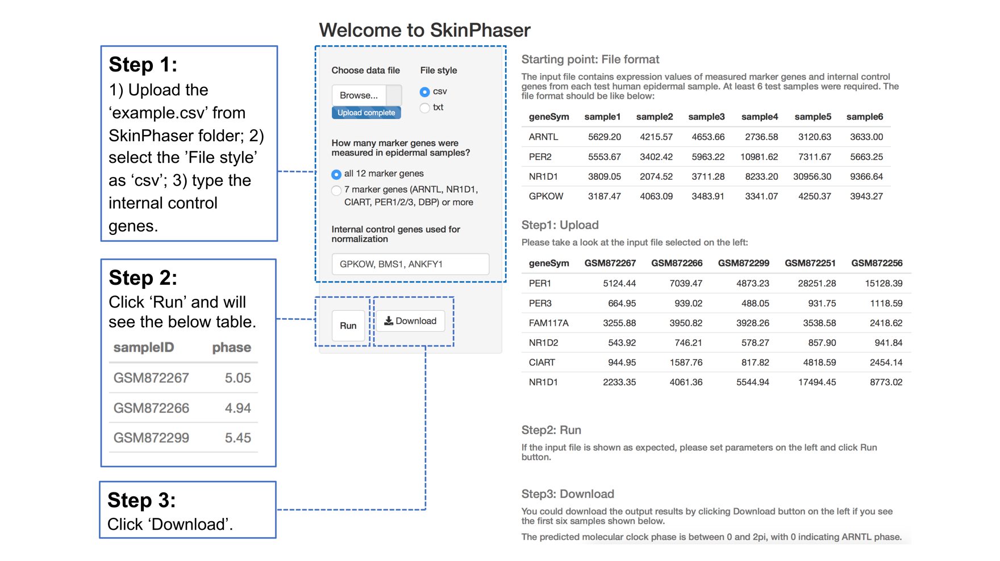 Welcome to SkinPhaser
Step 1:
1) Upload the
‘example.csv’ from
SkinPhaser folder; 2)
select the ’File style’
as ‘csv’; 3) type the
internal control
genes.
Step 2:
Click ‘Run’ and will
see the below table.
sampleID phase
GSM872267 5.05
GSM872266 4.94
GSM872299 5.45
Step 3:
Click ‘Download’.
Choose data file File style
Browse... csv
Upload complete txt
How many marker genes were
measured in epidermal samples?
all 12 marker genes
7 marker genes (ARNTL, NR1D1,
CIART, PER1/2/3, DBP) or more
Internal control genes used for
normalization
GPKOW, BMS1, ANKFY1
Run Download
Starting point: File format
The input file contains expression values of measured marker genes and internal control
genes from each test human epidermal sample. At least 6 test samples were required. The
file format should be like below:
geneSym sample1 sample2 sample3 sample4 sample5 sample6
ARNTL 5629.20 4215.57 4653.66 2736.58 3120.63 3633.00
PER2 5553.67 3402.42 5963.22 10981.62 7311.67 5663.25
NR1D1 3809.05 2074.52 3711.28 8233.20 30956.30 9366.64
GPKOW 3187.47 4063.09 3483.91 3341.07 4250.37 3943.27
Step1: Upload
Please take a look at the input file selected on the left:
geneSym GSM872267 GSM872266 GSM872299 GSM872251 GSM872256
PER1 5124.44 7039.47 4873.23 28251.28 15128.39
PER3 664.95 939.02 488.05 931.75 1118.59
FAM117A 3255.88 3950.82 3928.26 3538.58 2418.62
NR1D2 543.92 746.21 578.27 857.90 941.84
CIART 944.95 1587.76 817.82 4818.59 2454.14
NR1D1 2233.35 4061.36 5544.94 17494.45 8773.02
Step2: Run
If the input file is shown as expected, please set parameters on the left and click Run
button.
Step3: Download
You could download the output results by clicking Download button on the left if you see
the first six samples shown below.
The predicted molecular clock phase is between 0 and 2pi, with 0 indicating ARNTL phase.